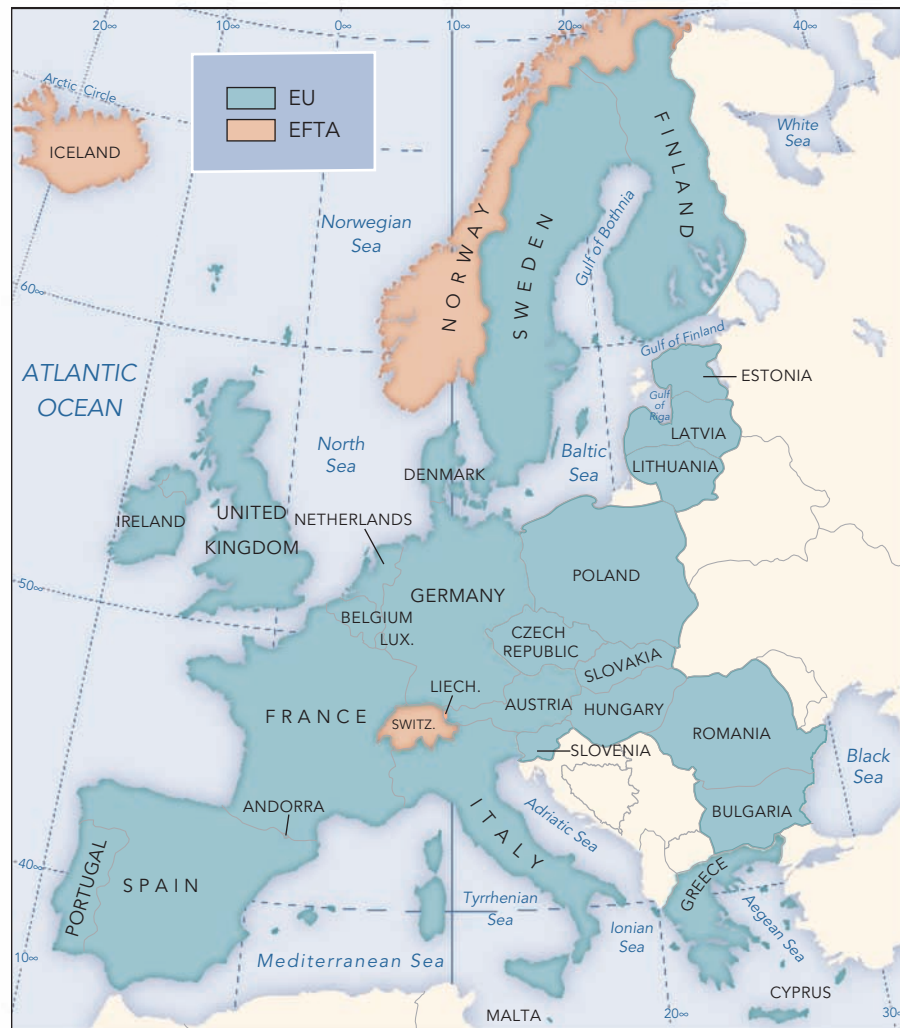 20∞
10∞
0∞
10∞
20∞
40∞
Arctic Circle
EU
EFTA
ICELAND
White
Sea
FINLAND
Norwegian
Sea
NORWAY
SWEDEN
Gulf of Bothnia
60∞
Gulf of Finland
ATLANTIC
OCEAN
ESTONIA
Gulf
of
Riga
LATVIA
North
Sea
Baltic
Sea
DENMARK
LITHUANIA
IRELAND
UNITED
KINGDOM
NETHERLANDS
50∞
POLAND
GERMANY
BELGIUM
LUX.
CZECH
REPUBLIC
SLOVAKIA
LIECH.
AUSTRIA
HUNGARY
FRANCE
SWITZ.
ROMANIA
SLOVENIA
Black
Sea
ANDORRA
BULGARIA
Adriatic Sea
ITALY
40∞
PORTUGAL
SPAIN
GREECE
Tyrrhenian
Sea
Ionian
Sea
Aegean Sea
Mediterranean Sea
10∞
CYPRUS
MALTA
20∞
30∞